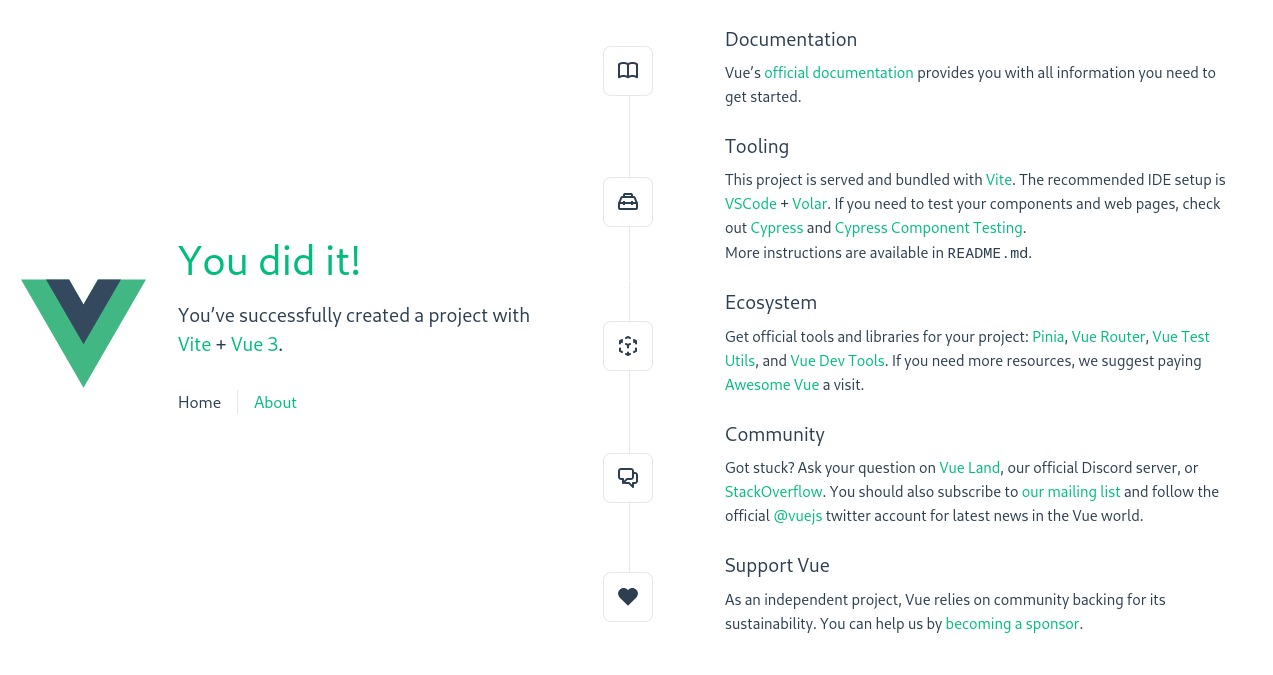 You did it!
You’ve successfully created a project with
Vite + Vue 3.
Home
About
Documentation
Vue’s official documentation provides you with all information you need to
get started.
Tooling
This project is served and bundled with Vite. The recommended IDE setup is
VSCode + Volar. If you need to test your components and web pages, check
out Cypress and Cypress Component Testing.
More instructions are available in README.md.
Ecosystem
Get official tools and libraries for your project: Pinia, Vue Router, Vue Test
Utils, and Vue Dev Tools. If you need more resources, we suggest paying
Awesome Vue a visit.
Community
Got stuck? Ask your question on Vue Land, our official Discord server, or
StackOverflow. You should also subscribe to our mailing list and follow the
official @vuejs twitter account for latest news in the Vue world.
Support Vue
As an independent project, Vue relies on community backing for its
sustainability. You can help us by becoming a sponsor.